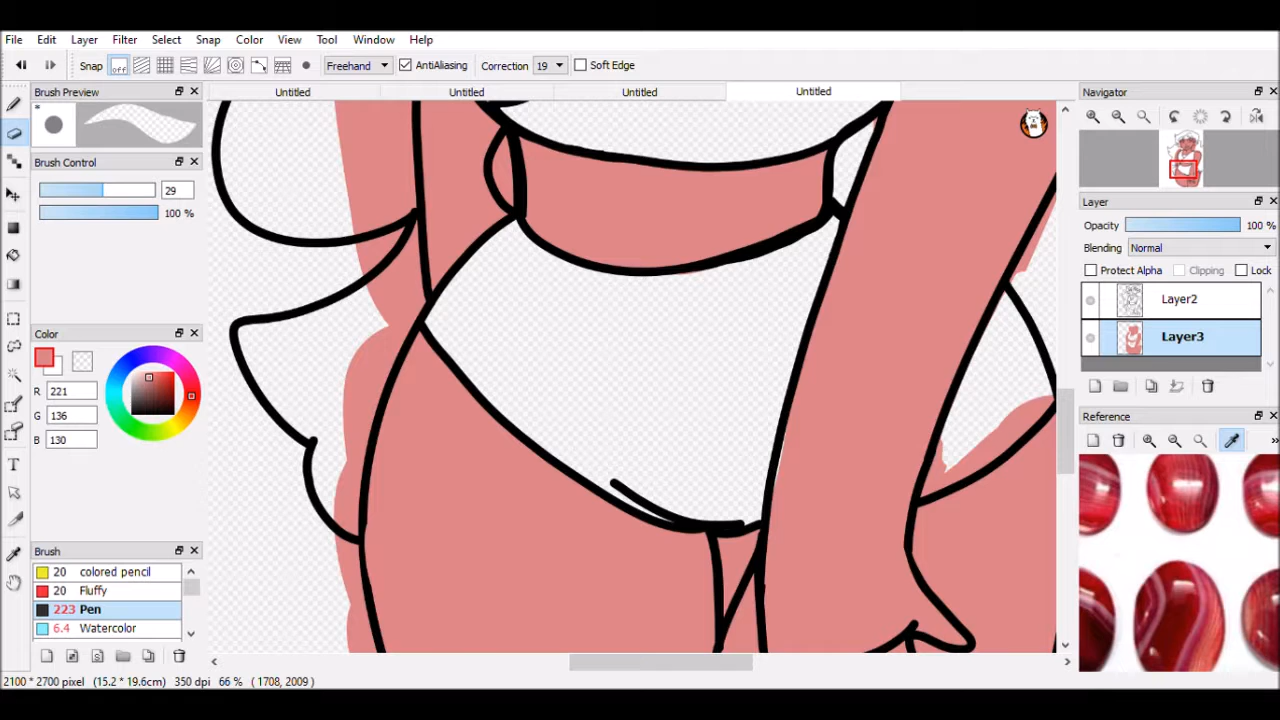 File Edit Layer Filter Select Snap Color View Tool Window Help
Snap off Freehand AntiAliasing Correction 19 Soft Edge
Brush Preview
Untitled Untitled Untitled Untitled
Navigator
*
Brush Control
29
100 %
Layer
Opacity 100 %
Blending Normal
Protect Alpha Clipping Lock
Layer2
Layer3
Color
R 221
G 136
B 130
Reference
Brush
20 colored pencil
20 Fluffy
223 Pen
6.4 Watercolor
2100 * 2700 pixel (15.2 * 19.6cm) 350 dpi 66 % ( 1708, 2009 )